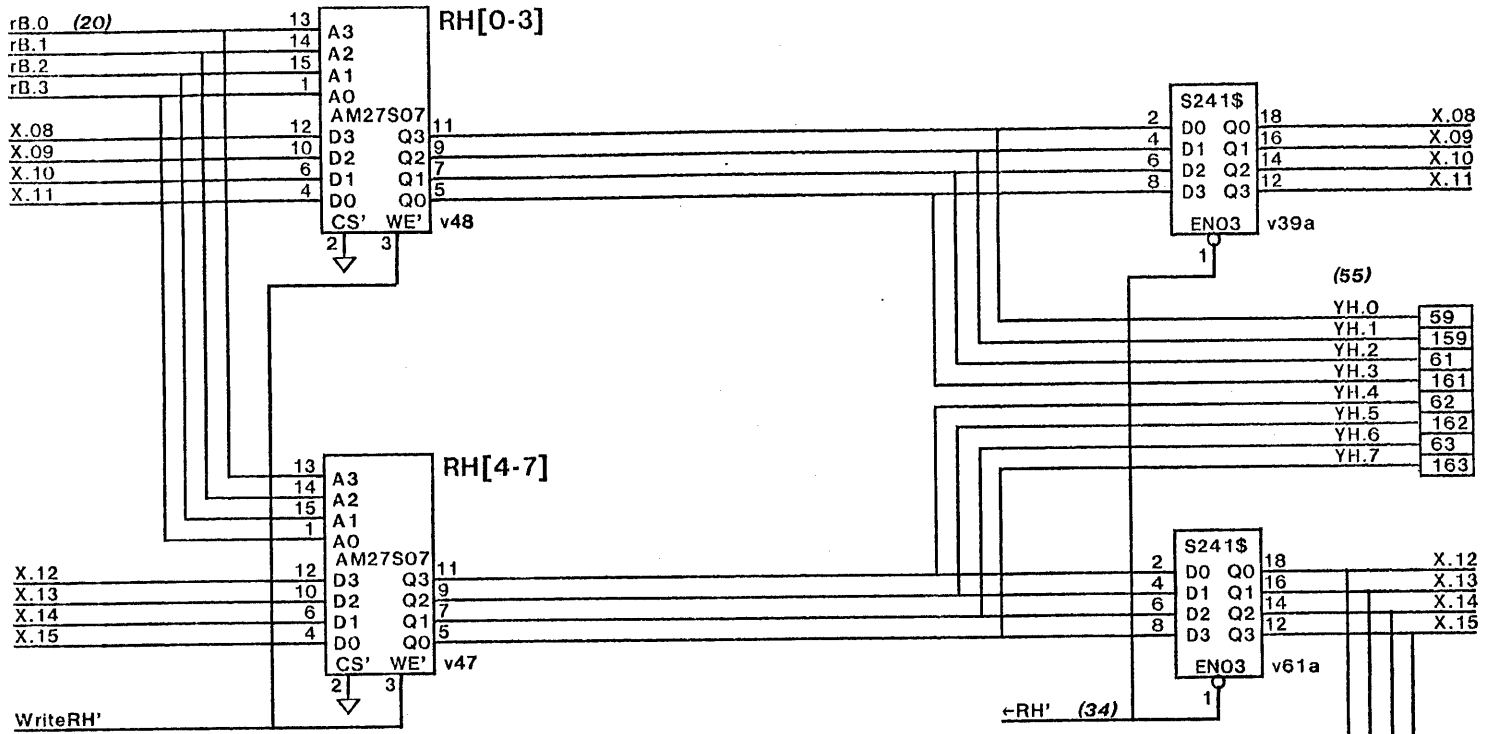 rB.0 (20)
rB.1
rB.2
rB.3
13 A3
14 A2
15 A1
1 A0
RH[0-3]
AM27S07
X.08 12 D3 Q3 11
X.09 10 D2 Q2 9
X.10 6 D1 Q1 7
X.11 4 D0 Q0 5
CS' WE' v48
2 3
S241$
2 D0 Q0 18 X.08
4 D1 Q1 16 X.09
6 D2 Q2 14 X.10
8 D3 Q3 12 X.11
EN03 v39a
1
(55)
YH.0 59
YH.1 159
YH.2 61
YH.3 161
YH.4 62
YH.5 162
YH.6 63
YH.7 163
13 A3
14 A2
15 A1
1 A0
RH[4-7]
AM27S07
X.12 12 D3 Q3 11
X.13 10 D2 Q2 9
X.14 6 D1 Q1 7
X.15 4 D0 Q0 5
CS' WE' v47
2 3
WriteRH'
S241$
2 D0 Q0 18 X.12
4 D1 Q1 16 X.13
6 D2 Q2 14 X.14
8 D3 Q3 12 X.15
EN03 v61a
1
←RH' (34)